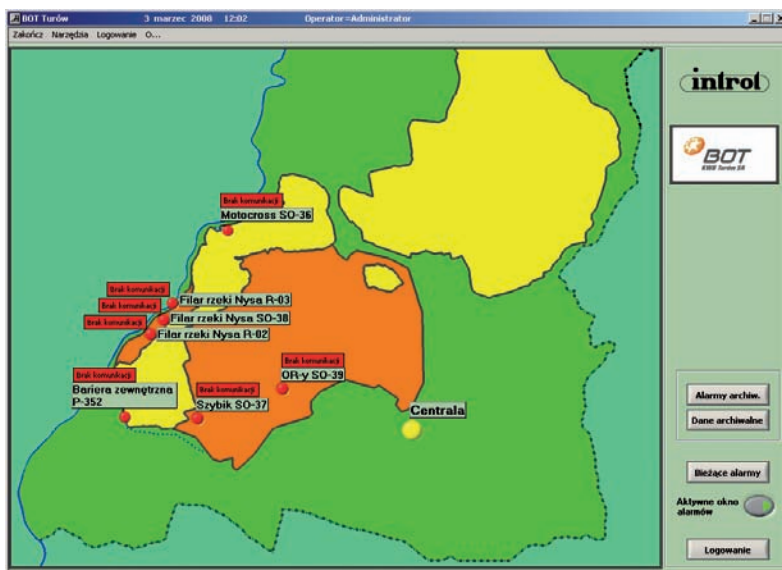 BOT Turów 3 marzec 2008 12:02 Operator=Administrator
Zakończ Narzędzia Logowanie O...
introl
BOT
KWB Turów SA
Brak komunikacji
Motocross SO-36
Brak komunikacji
Filar rzeki Nysa R-03
Brak komunikacji
Filar rzeki Nysa SO-38
Brak komunikacji
Filar rzeki Nysa R-02
Brak komunikacji
Bariera zewnętrzna
P-352
Brak komunikacji
Szybik SO-37
Brak komunikacji
OR-y SO-39
Centrala
Alarmy archiw.
Dane archiwalne
Bieżące alarmy
Aktywne okno
alarmów
Logowanie